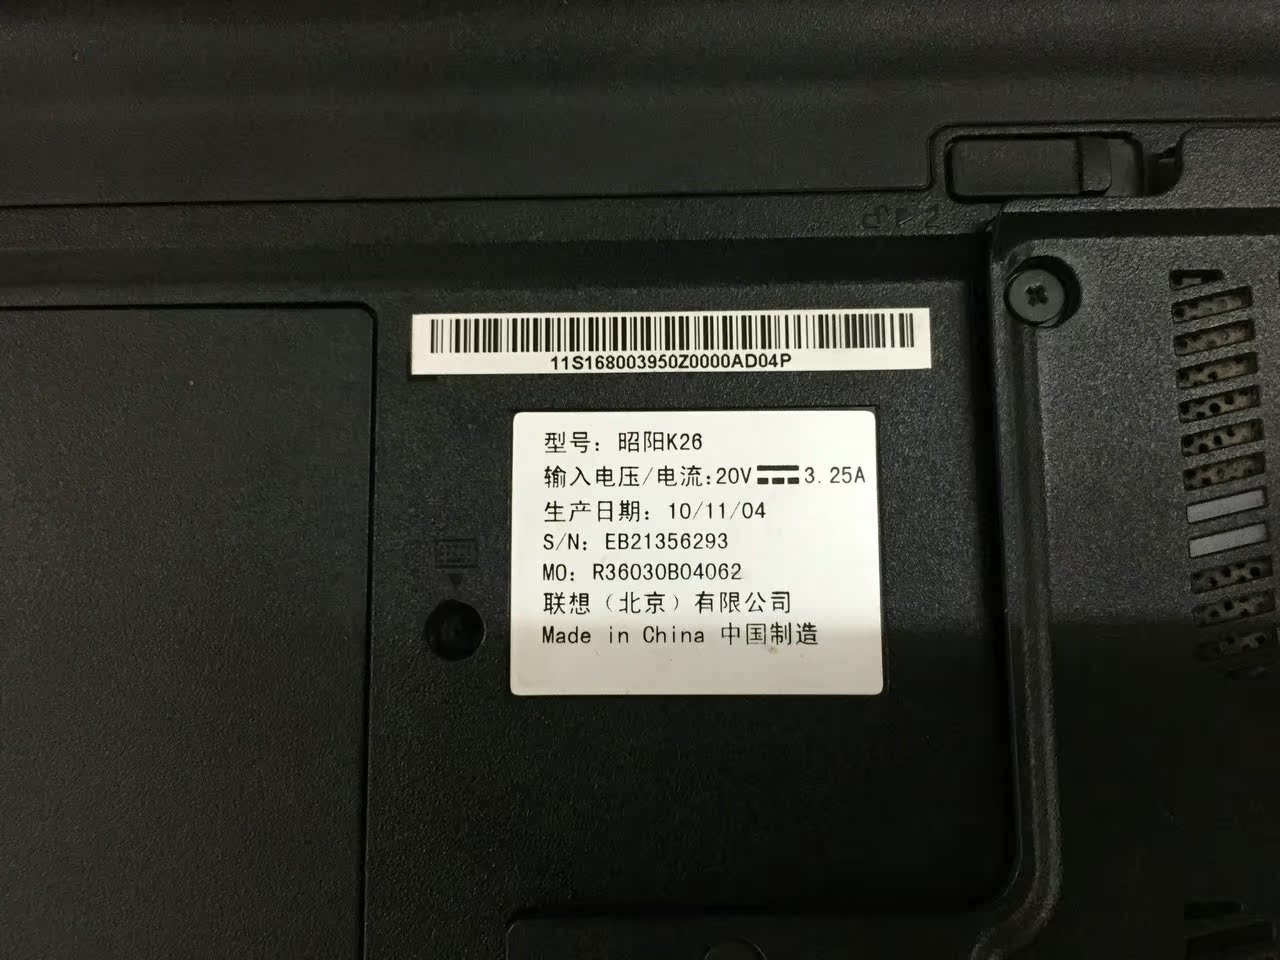 2
11S168003950Z0000AD04P
型号：昭阳K26
输入电压/电流:20V 3.25A
生产日期：10/11/04
S/N: EB21356293
MO: R36030B04062
联想（北京）有限公司
Made in China 中国制造